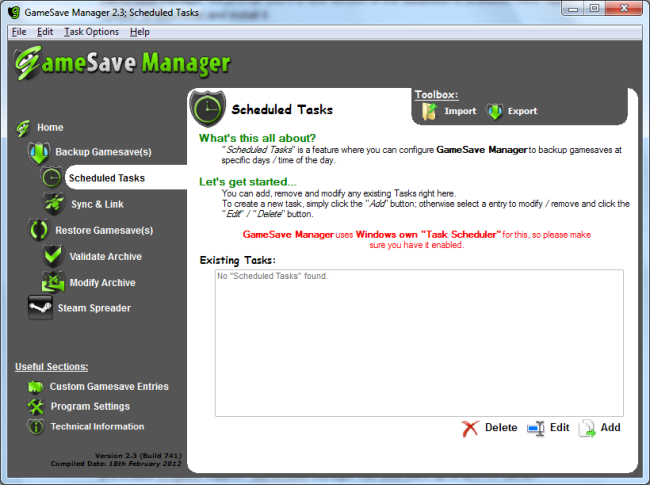 GameSave Manager 2.3; Scheduled Tasks
and install it
File Edit Task Options Help
GameSave Manager
Toolbox:
Import Export
Scheduled Tasks
Home
Backup Gamesave(s)
Scheduled Tasks
Sync & Link
Restore Gamesave(s)
Validate Archive
Modify Archive
Steam Spreader
Useful Sections:
Custom Gamesave Entries
Program Settings
Technical Information
Version 2.3 (Build 741)
Compiled Date: 18th February 2012
What's this all about?
"Scheduled Tasks" is a feature where you can configure GameSave Manager to backup gamesaves at
specific days / time of the day.
Let's get started...
You can add, remove and modify any existing Tasks right here.
To create a new task, simply click the "Add" button; otherwise select a entry to modify / remove and click the
"Edit" / "Delete" button.
GameSave Manager uses Windows own "Task Scheduler" for this, so please make
sure you have it enabled.
Existing Tasks:
No "Scheduled Tasks" found.
Delete Edit Add